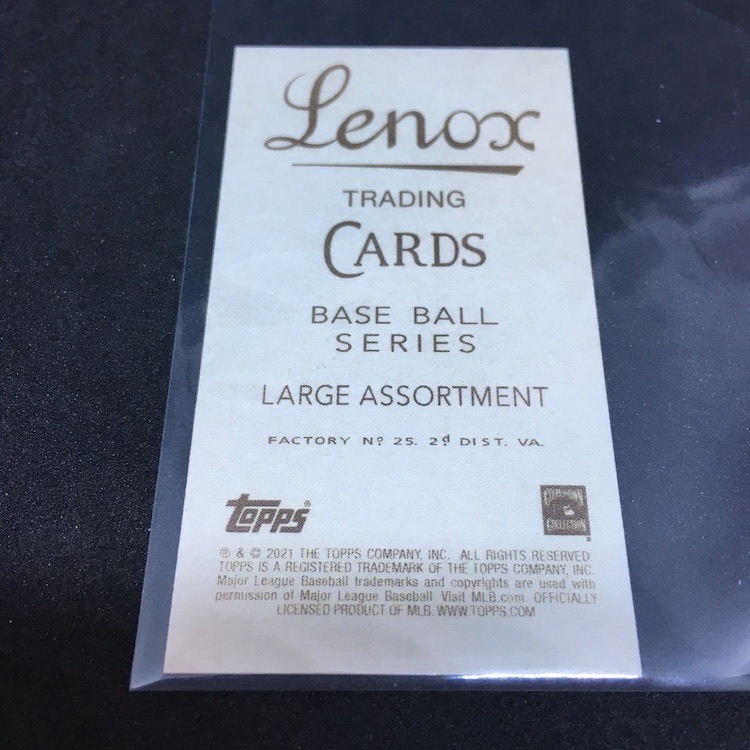 Lenox
TRADING
CARDS
BASE BALL
SERIES
LARGE ASSORTMENT
FACTORY Nº 25. 2ᵈ DIST. VA.
Topps®
COOPERSTOWN
COLLECTION ®
® & © 2021 THE TOPPS COMPANY, INC. ALL RIGHTS RESERVED.
TOPPS IS A REGISTERED TRADEMARK OF THE TOPPS COMPANY, INC.
Major League Baseball trademarks and copyrights are used with
permission of Major League Baseball. Visit MLB.com. OFFICIALLY
LICENSED PRODUCT OF MLB. WWW.TOPPS.COM